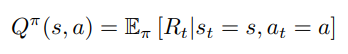 Q^π(s, a) = 𝔼_π [R_t|s_t = s, a_t = a]